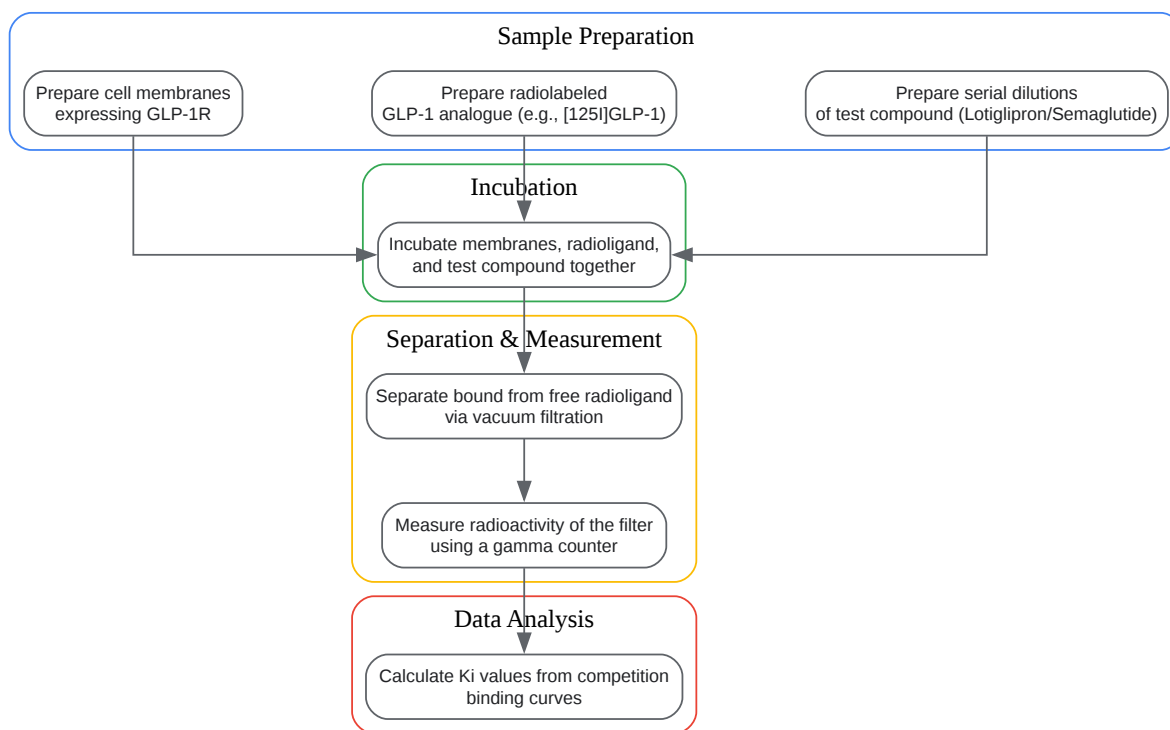 Sample Preparation
Prepare cell membranes
expressing GLP-1R
Prepare radiolabeled
GLP-1 analogue (e.g., [125I]GLP-1)
Prepare serial dilutions
of test compound (Lotiglipron/Semaglutide)
Incubation
Incubate membranes, radioligand,
and test compound together
Separation & Measurement
Separate bound from free radioligand
via vacuum filtration
Measure radioactivity of the filter
using a gamma counter
Data Analysis
Calculate Ki values from competition
binding curves